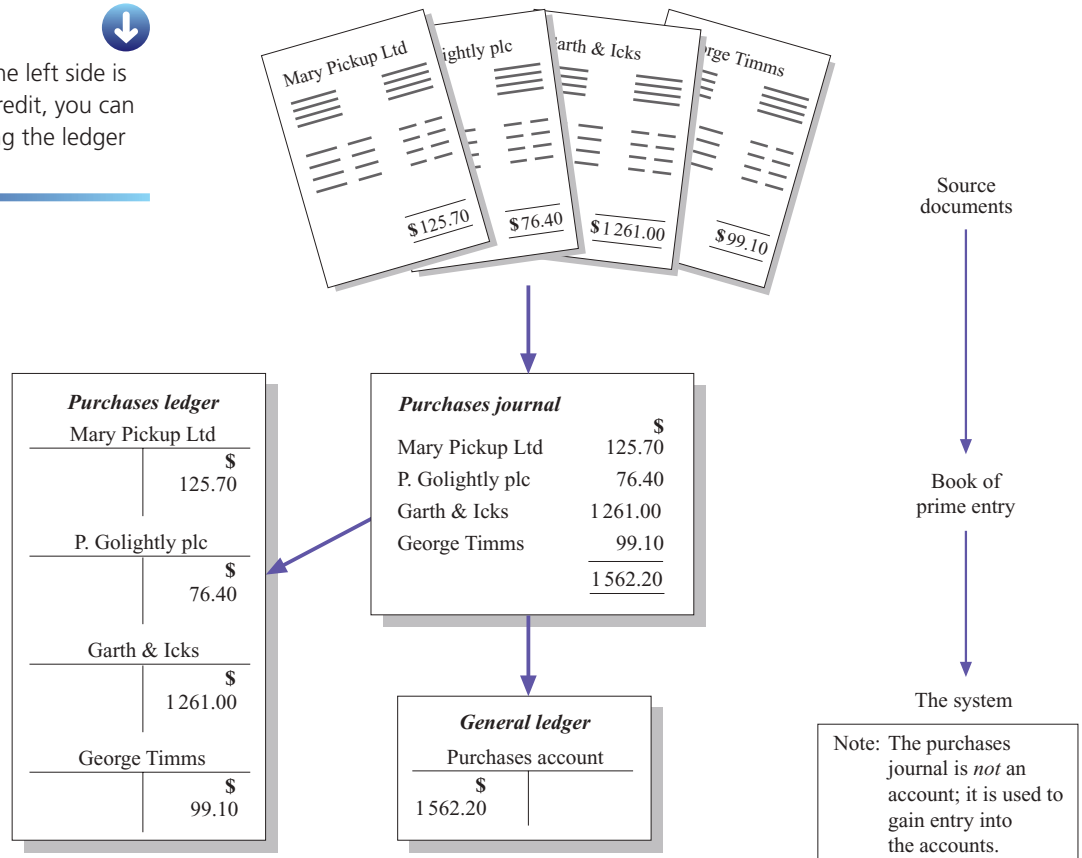 ne left side is
redit, you can
g the ledger
Mary Pickup Ltd
$125.70
ightly plc
$76.40
arth & Icks
$1 261.00
rge Timms
$99.10
Source
documents
Purchases ledger
Mary Pickup Ltd
$
125.70
P. Golightly plc
$
76.40
Garth & Icks
$
1 261.00
George Timms
$
99.10
Purchases journal
$
Mary Pickup Ltd 125.70
P. Golightly plc 76.40
Garth & Icks 1 261.00
George Timms 99.10
1 562.20
General ledger
Purchases account
$
1 562.20
Book of
prime entry
The system
Note: The purchases
journal is not an
account; it is used to
gain entry into
the accounts.